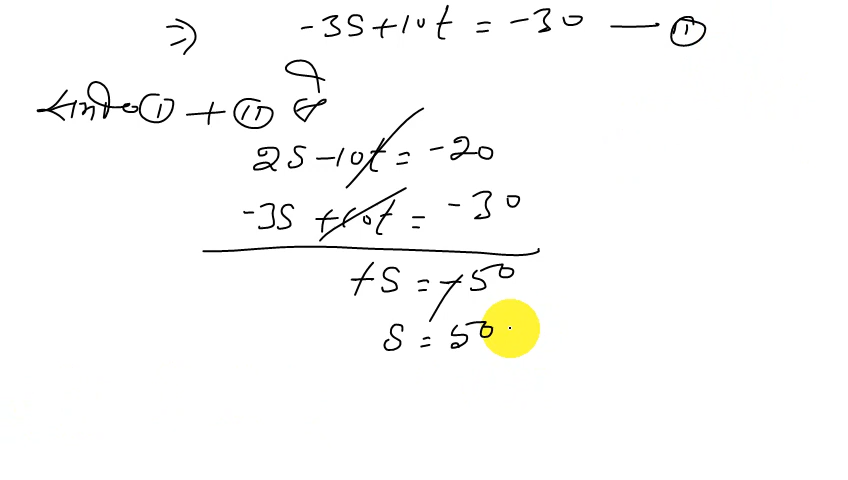 ⇒ -3S+10t = -30 — ⓘⓘ
ⓘ + ⓘⓘ से
2S-10t = -20
-3S +10t = -30
-S = -50
S = 50